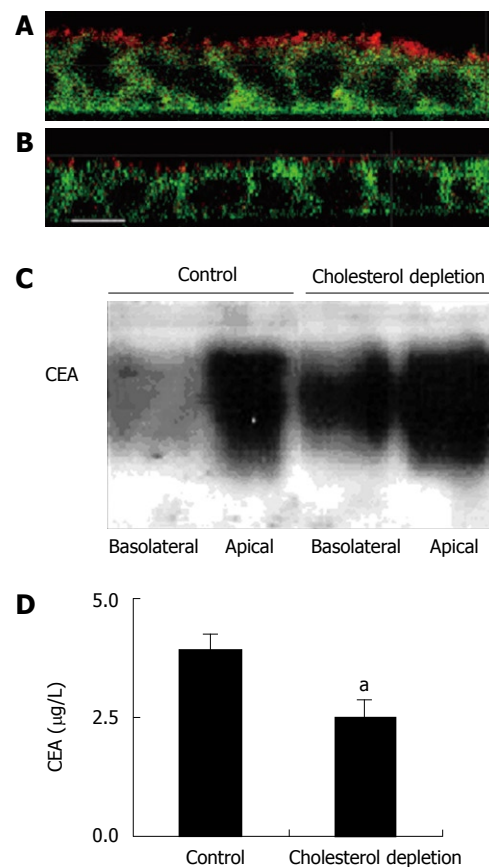 A
B
C
Control Cholesterol depletion
CEA
Basolateral Apical Basolateral Apical
D
5.0
2.5
0.0
CEA (μg/L)
a
Control Cholesterol depletion